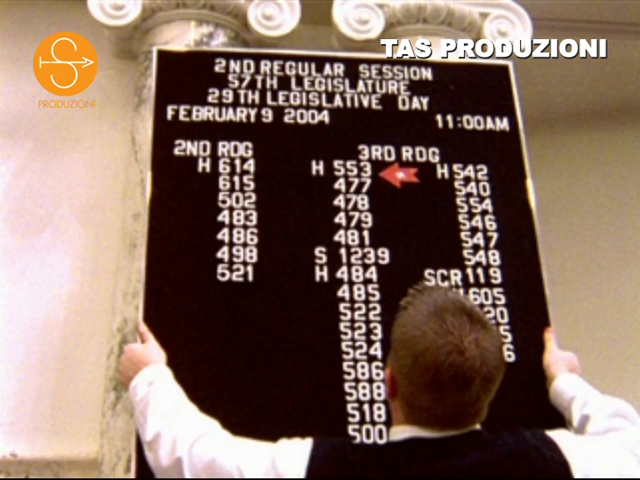 TAS PRODUZIONI
S
PRODUZIONI
2ND REGULAR SESSION
57TH LEGISLATURE
29TH LEGISLATIVE DAY
FEBRUARY 9 2004 11:00AM
2ND RDG
H 614
615
502
483
486
498
521
3RD RDG
H 553
477
478
479
481
S 1239
H 484
485
522
523
524
586
588
518
500
H 542
540
554
546
547
548
SCR 119
605